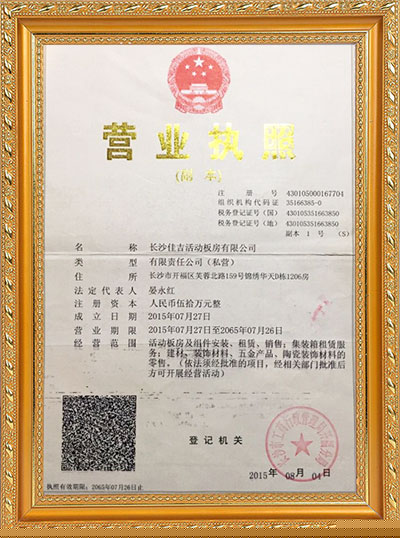 营业执照
(副本)
注册号 430105000167704
组织机构代码证 35166385-0
税务登记证号（国） 430105351663850
税务登记证号（地） 430105351663850
副本 1 号(S)
名称 长沙佳吉活动板房有限公司
类型 有限责任公司（私营）
住所 长沙市开福区芙蓉北路159号锦绣华天D栋1206房
法定代表人 晏永红
注册资本 人民币伍拾万元整
成立日期 2015年07月27日
营业期限 2015年07月27日至2065年07月26日
经营范围 活动板房及组件安装、租赁、销售；集装箱租赁服
务；建材、装饰材料、五金产品、陶瓷装饰材料的
零售。（依法须经批准的项目，经相关部门批准后
方可开展经营活动）
登记机关
2015年 08月 04日
执照有效期限：2065年07月26日止